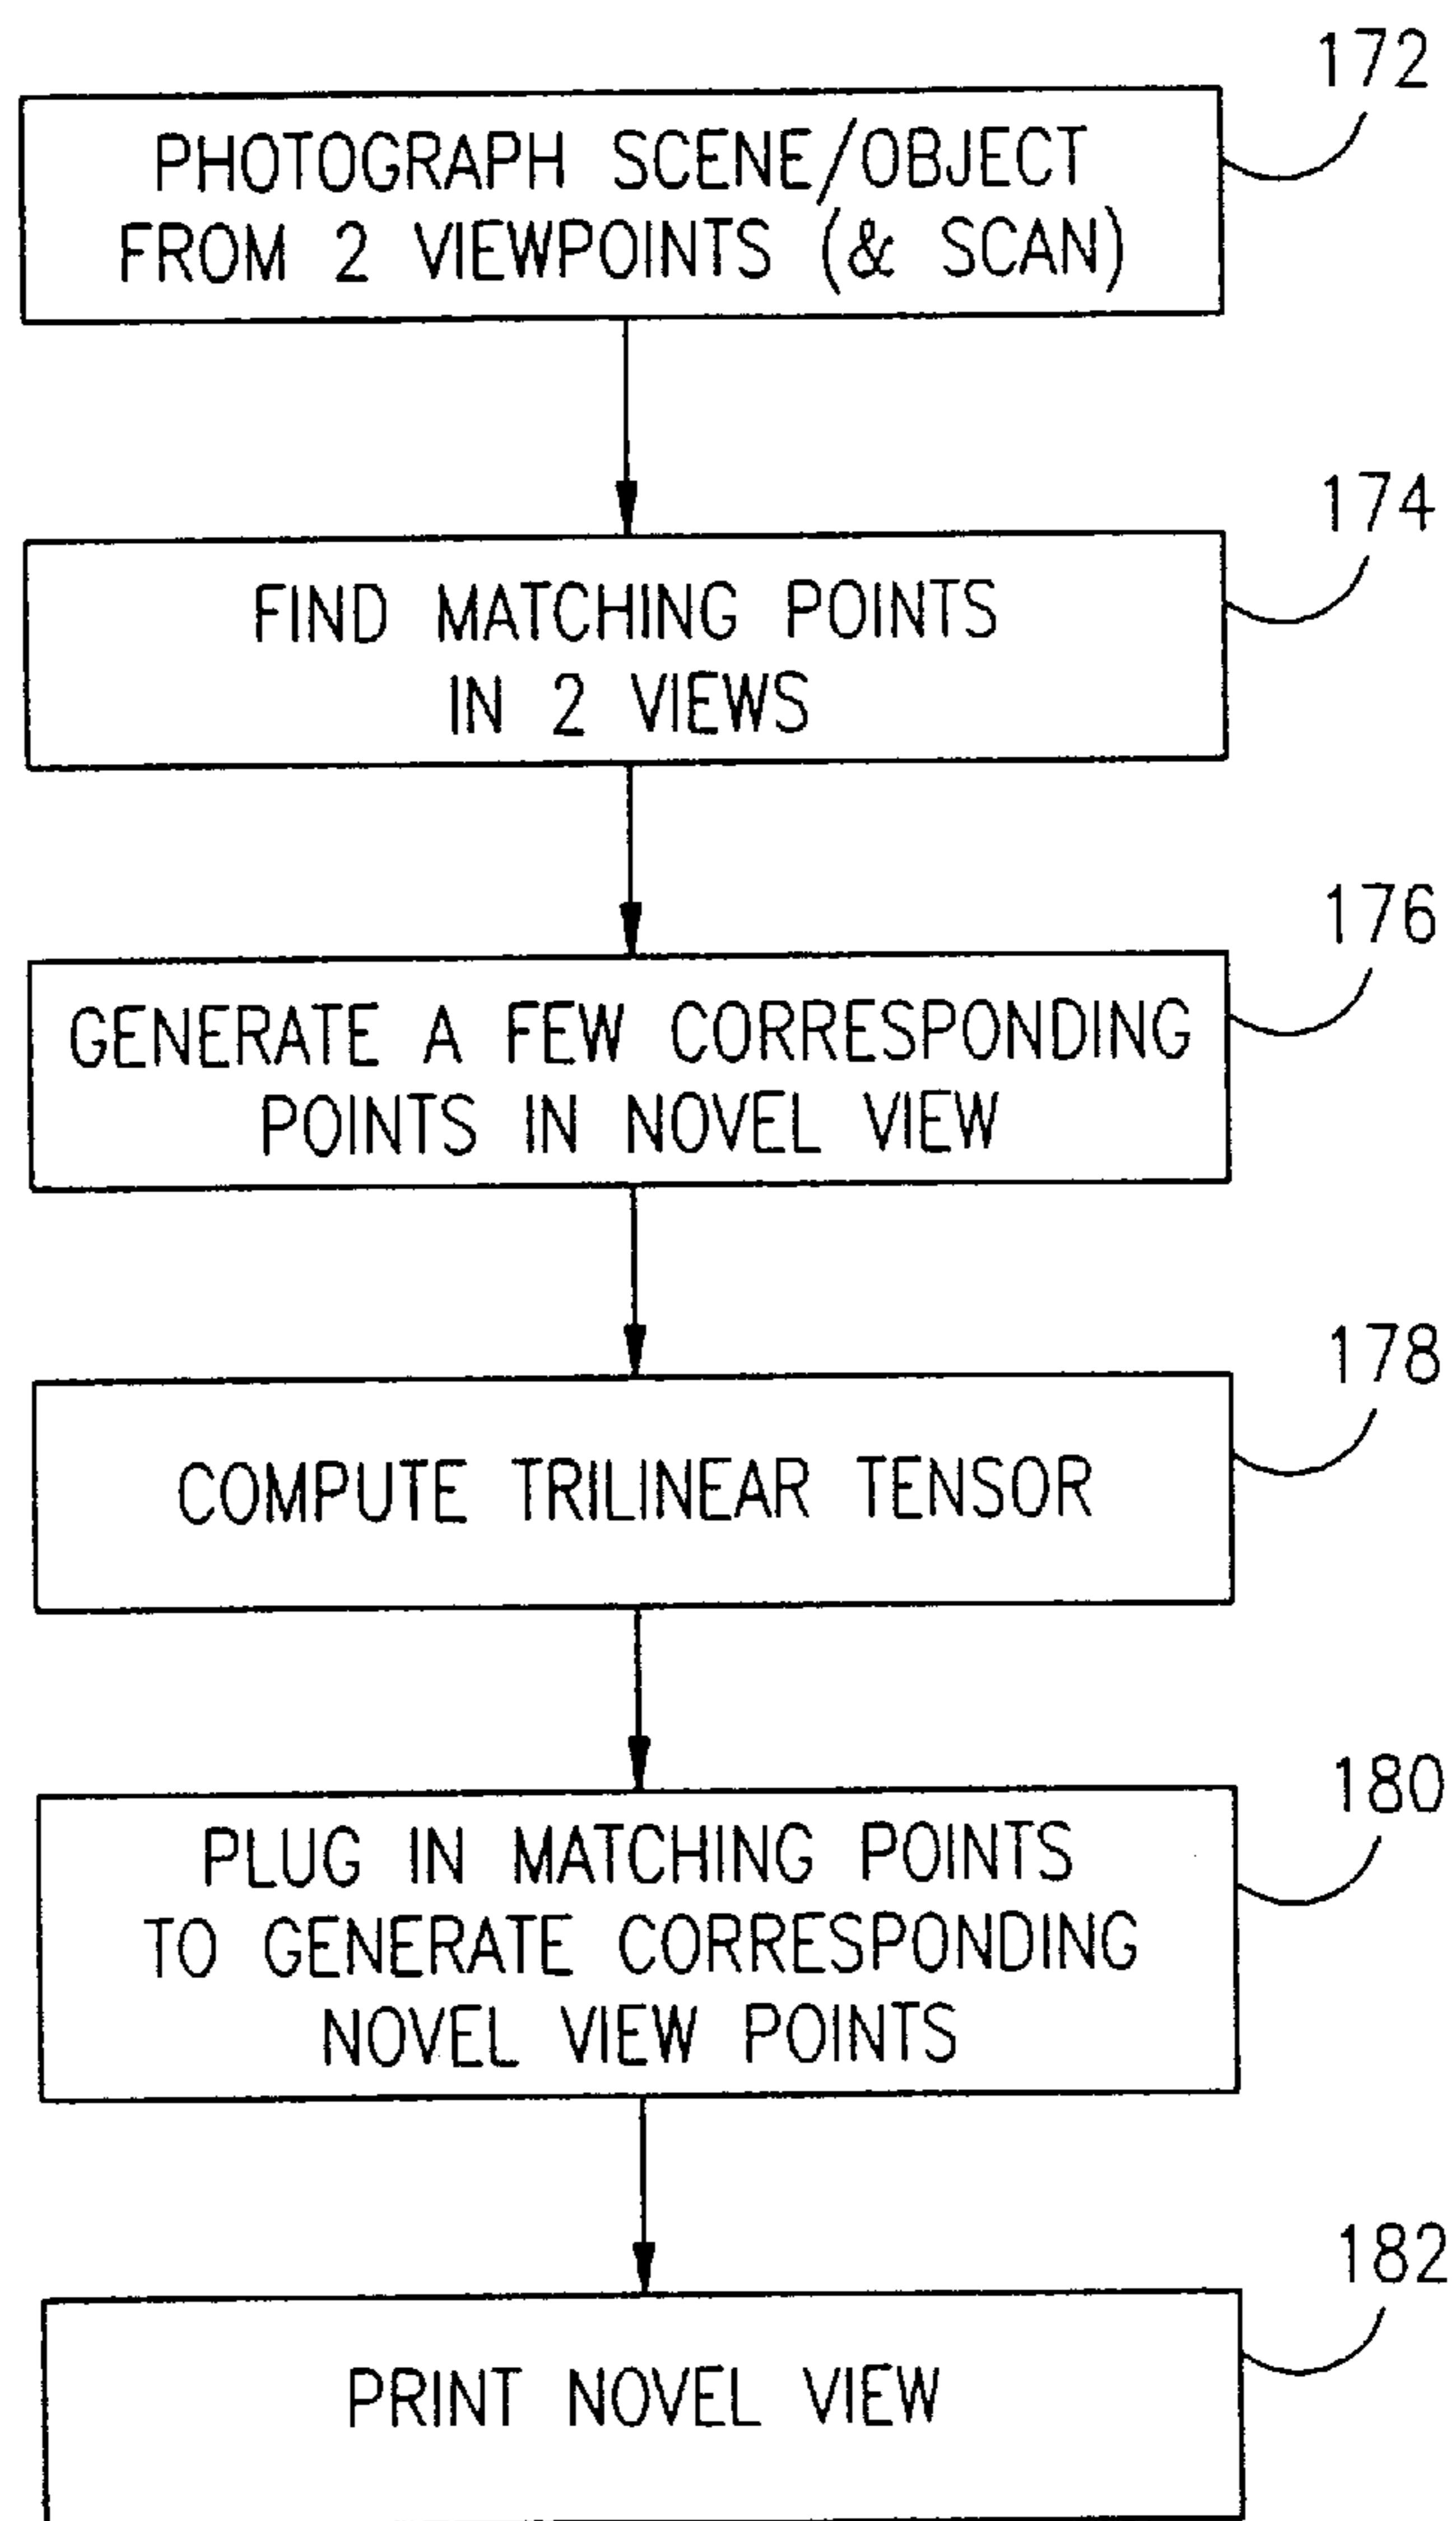 172
PHOTOGRAPH SCENE/OBJECT
FROM 2 VIEWPOINTS (& SCAN)
174
FIND MATCHING POINTS
IN 2 VIEWS
176
GENERATE A FEW CORRESPONDING
POINTS IN NOVEL VIEW
178
COMPUTE TRILINEAR TENSOR
180
PLUG IN MATCHING POINTS
TO GENERATE CORRESPONDING
NOVEL VIEW POINTS
182
PRINT NOVEL VIEW